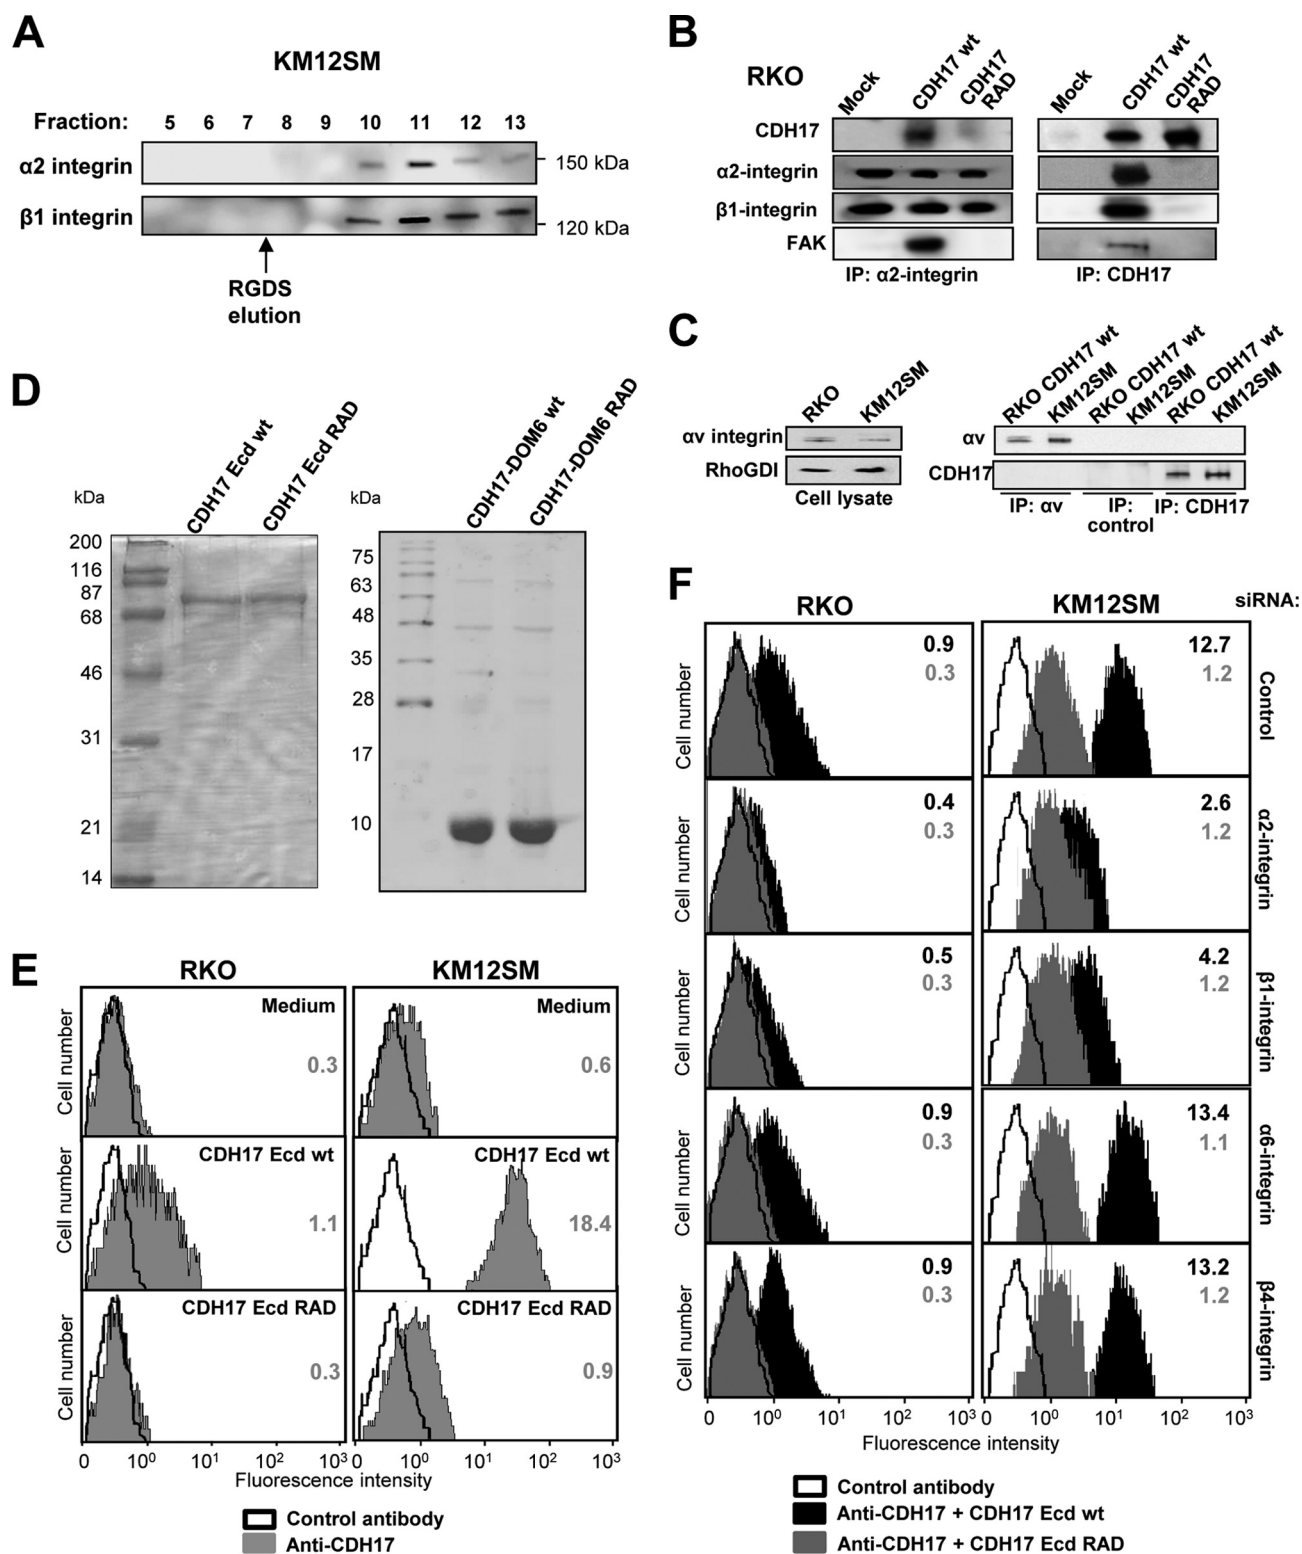 A
KM12SM
Fraction: 5 6 7 8 9 10 11 12 13
α2 integrin
150 kDa
β1 integrin
120 kDa
RGDS
elution
B
RKO
Mock
CDH17 wt
CDH17
RAD
Mock
CDH17 wt
CDH17
RAD
CDH17
α2-integrin
β1-integrin
FAK
IP: α2-integrin
IP: CDH17
C
RKO
KM12SM
RKO CDH17 wt
KM12SM
RKO CDH17 wt
KM12SM
RKO CDH17 wt
KM12SM
αv integrin
RhoGDI
Cell lysate
αv
CDH17
IP: αv
IP:
control
IP: CDH17
D
kDa
CDH17 Ecd wt
CDH17 Ecd RAD
200
116
87
68
46
31
21
14
kDa
CDH17-DOM6 wt
CDH17-DOM6 RAD
75
63
48
35
28
17
10
E
RKO
KM12SM
Cell number
Medium
0.3
Medium
0.6
Cell number
CDH17 Ecd wt
1.1
CDH17 Ecd wt
18.4
Cell number
CDH17 Ecd RAD
0.3
CDH17 Ecd RAD
0.9
0 10⁰ 10¹ 10² 10³
0 10⁰ 10¹ 10² 10³
Fluorescence intensity
Control antibody
Anti-CDH17
F
RKO
KM12SM
siRNA:
Cell number
0.9
0.3
12.7
1.2
Control
Cell number
0.4
0.3
2.6
1.2
α2-integrin
Cell number
0.5
0.3
4.2
1.2
β1-integrin
Cell number
0.9
0.3
13.4
1.1
α6-integrin
Cell number
0.9
0.3
13.2
1.2
β4-integrin
0 10⁰ 10¹ 10² 10³
0 10⁰ 10¹ 10² 10³
Fluorescence intensity
Control antibody
Anti-CDH17 + CDH17 Ecd wt
Anti-CDH17 + CDH17 Ecd RAD